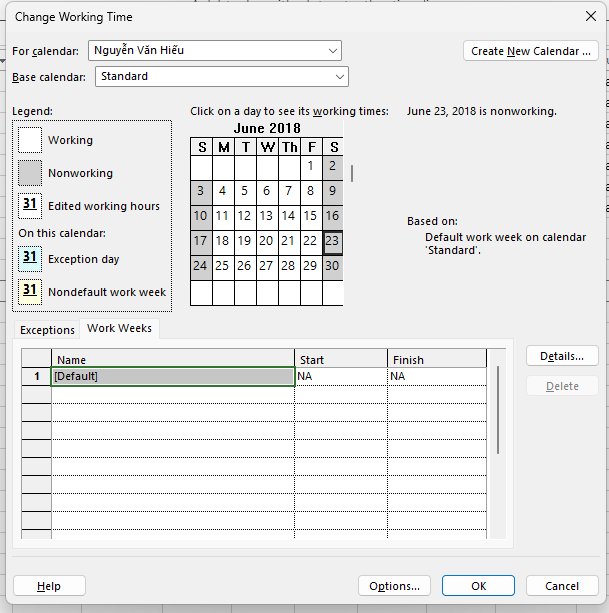 Change Working Time
For calendar: Nguyễn Văn Hiếu
Create New Calendar ...
Base calendar: Standard
Legend:
Working
Nonworking
31 Edited working hours
On this calendar:
31 Exception day
31 Nondefault work week
Click on a day to see its working times:
June 2018
S M T W Th F S
1 2
3 4 5 6 7 8 9
10 11 12 13 14 15 16
17 18 19 20 21 22 23
24 25 26 27 28 29 30
June 23, 2018 is nonworking.
Based on:
Default work week on calendar
'Standard'.
Exceptions Work Weeks
Name Start Finish
1 [Default] NA NA
Details...
Delete
Help Options... OK Cancel